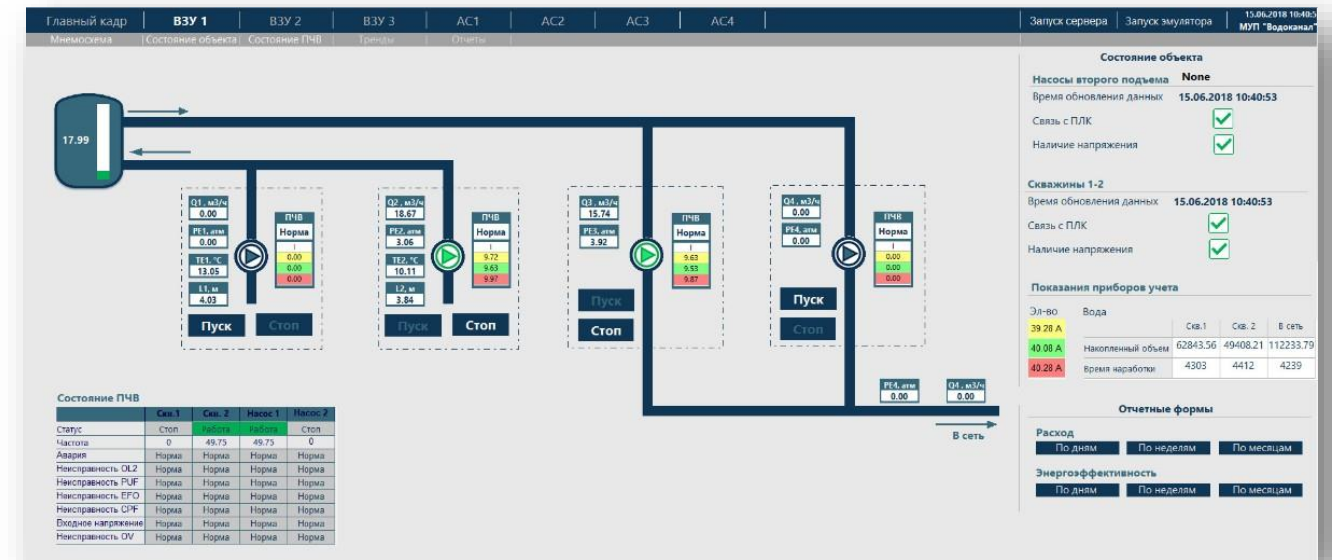 Главный кадр ВЗУ 1 ВЗУ 2 ВЗУ 3 АС1 АС2 АС3 АС4 Запуск сервера Запуск эмулятора 15.06.2018 10:40:5
МУП "Водоканал"
Мнемосхема Состояние объекта Состояние ПЧВ Тренды Отчеты
17.99
Q1, м3/ч
0.00
PE1, атм
0.00
TE1, °C
13.05
L1, м
4.03
ПЧВ
Норма
I
0.00
0.00
0.00
Пуск Стоп
Q2, м3/ч
18.67
PE2, атм
3.06
TE2, °C
10.11
L2, м
3.84
ПЧВ
Норма
I
9.72
9.63
9.97
Пуск Стоп
Q3, м3/ч
15.74
PE3, атм
3.92
ПЧВ
Норма
I
9.63
9.53
9.87
Пуск
Стоп
Q4, м3/ч
0.00
PE4, атм
0.00
ПЧВ
Норма
I
0.00
0.00
0.00
Пуск
Стоп
PE4, атм Q4, м3/ч
0.00 0.00
В сеть
Состояние ПЧВ
Скв.1 Скв. 2 Насос 1 Насос 2
Статус Стоп Работа Работа Стоп
Частота 0 49.75 49.75 0
Авария Норма Норма Норма Норма
Неисправность OL2 Норма Норма Норма Норма
Неисправность PUF Норма Норма Норма Норма
Неисправность EFO Норма Норма Норма Норма
Неисправность CPF Норма Норма Норма Норма
Входное напряжение Норма Норма Норма Норма
Неисправность OV Норма Норма Норма Норма
Состояние объекта
Насосы второго подъема None
Время обновления данных 15.06.2018 10:40:53
Связь с ПЛК
Наличие напряжения
Скважины 1-2
Время обновления данных 15.06.2018 10:40:53
Связь с ПЛК
Наличие напряжения
Показания приборов учета
Эл-во Вода
39.28 А Скв.1 Скв. 2 В сеть
40.08 А Накопленный объем 62843.56 49408.21 112233.79
40.28 А Время наработки 4303 4412 4239
Отчетные формы
Расход
По дням По неделям По месяцам
Энергоэффективность
По дням По неделям По месяцам